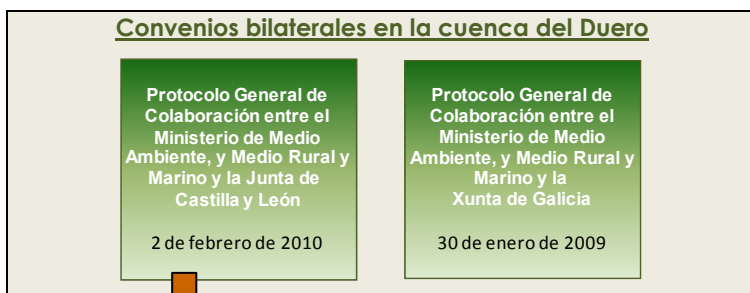 Convenios bilaterales en la cuenca del Duero
Protocolo General de
Colaboración entre el
Ministerio de Medio
Ambiente, y Medio Rural y
Marino y la Junta de
Castilla y León
2 de febrero de 2010
Protocolo General de
Colaboración entre el
Ministerio de Medio
Ambiente, y Medio Rural y
Marino y la
Xunta de Galicia
30 de enero de 2009